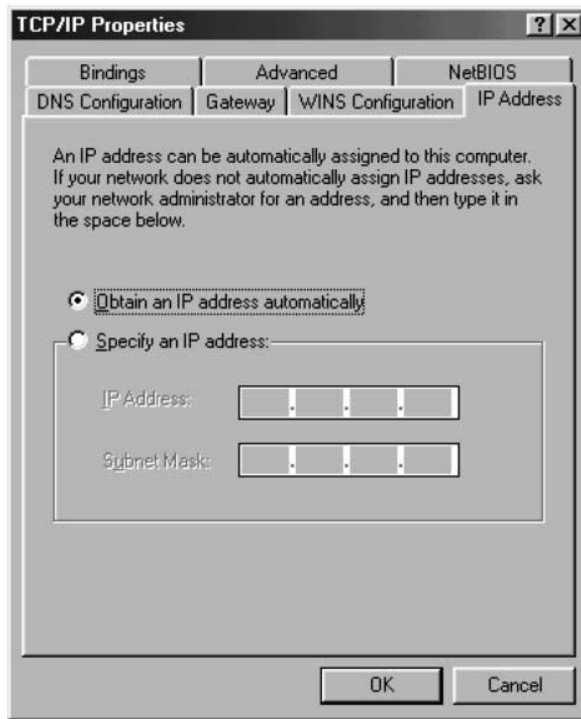 TCP/IP Properties
? ×
Bindings Advanced NetBIOS
DNS Configuration Gateway WINS Configuration IP Address
An IP address can be automatically assigned to this computer.
If your network does not automatically assign IP addresses, ask
your network administrator for an address, and then type it in
the space below.
Obtain an IP address automatically
Specify an IP address:
IP Address: . . .
Subnet Mask: . . .
OK Cancel